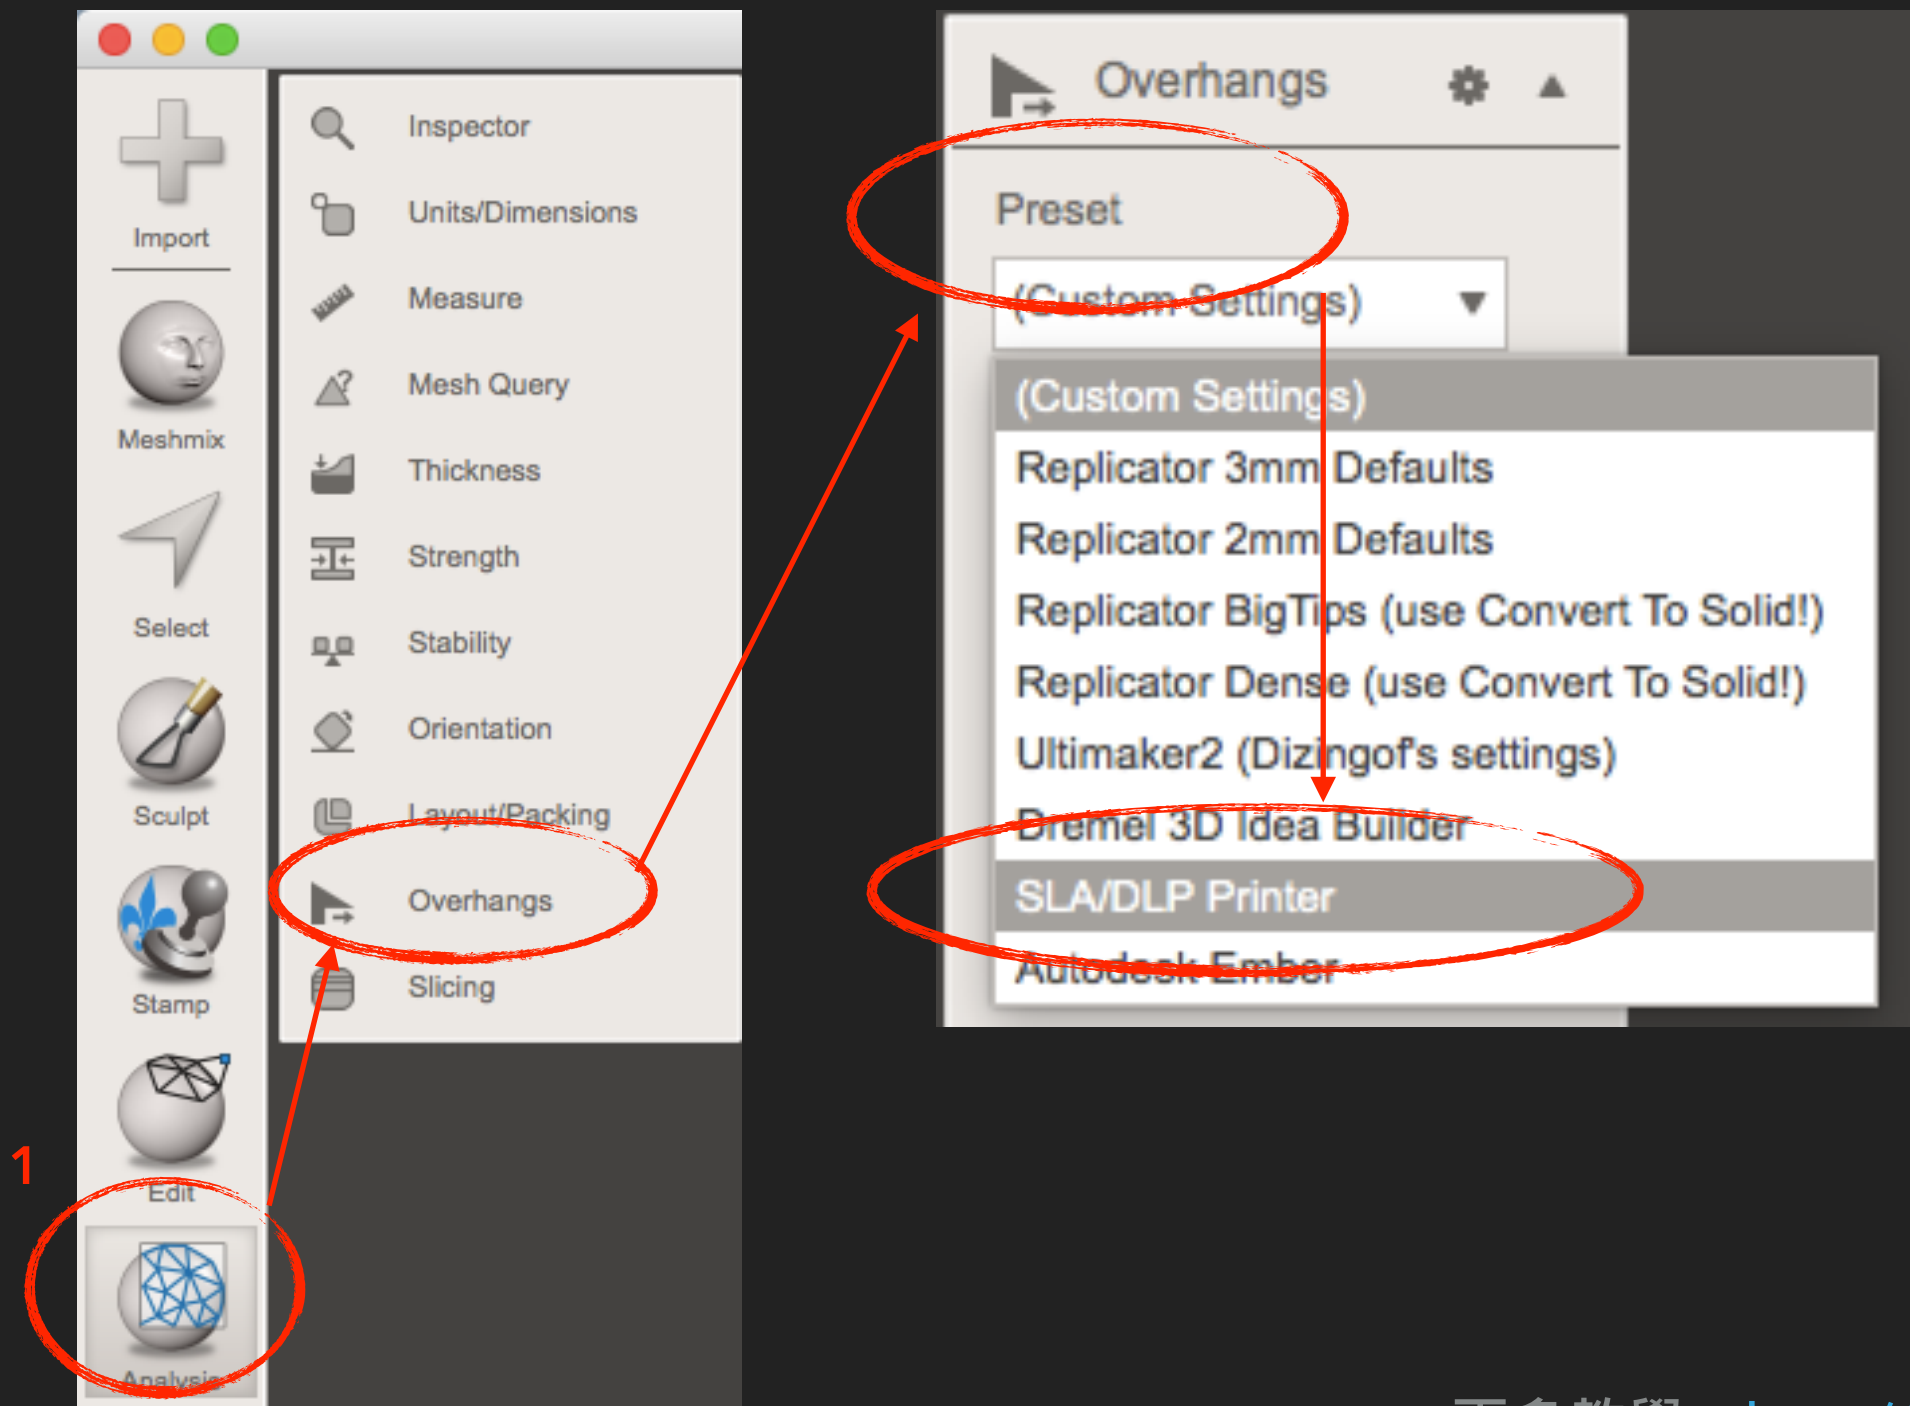 Import
Meshmix
Select
Sculpt
Stamp
Edit
1
Analysis
Inspector
Units/Dimensions
Measure
Mesh Query
Thickness
Strength
Stability
Orientation
Layout/Packing
Overhangs
Slicing
Overhangs
Preset
(Custom Settings)
(Custom Settings)
Replicator 3mm Defaults
Replicator 2mm Defaults
Replicator BigTips (use Convert To Solid!)
Replicator Dense (use Convert To Solid!)
Ultimaker2 (Dizingof's settings)
Dremel 3D Idea Builder
SLA/DLP Printer
Autodesk Ember